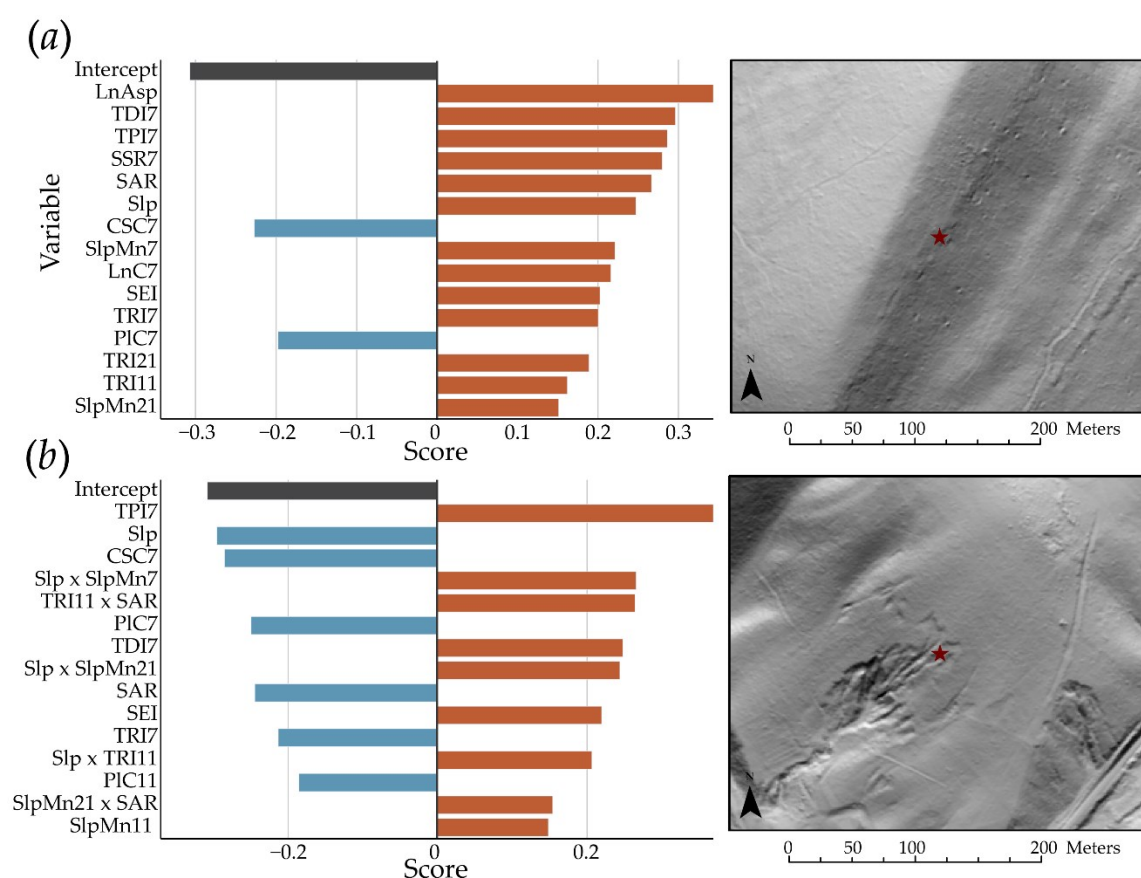 (a)
Variable
Intercept
LnAsp
TDI7
TPI7
SSR7
SAR
Slp
CSC7
SlpMn7
LnC7
SEI
TRI7
PlC7
TRI21
TRI11
SlpMn21
−0.3 −0.2 −0.1 0 0.1 0.2 0.3
Score
N
0 50 100 200 Meters
(b)
Intercept
TPI7
Slp
CSC7
Slp x SlpMn7
TRI11 x SAR
PlC7
TDI7
Slp x SlpMn21
SAR
SEI
TRI7
Slp x TRI11
PlC11
SlpMn21 x SAR
SlpMn11
−0.2 0 0.2
Score
N
0 50 100 200 Meters